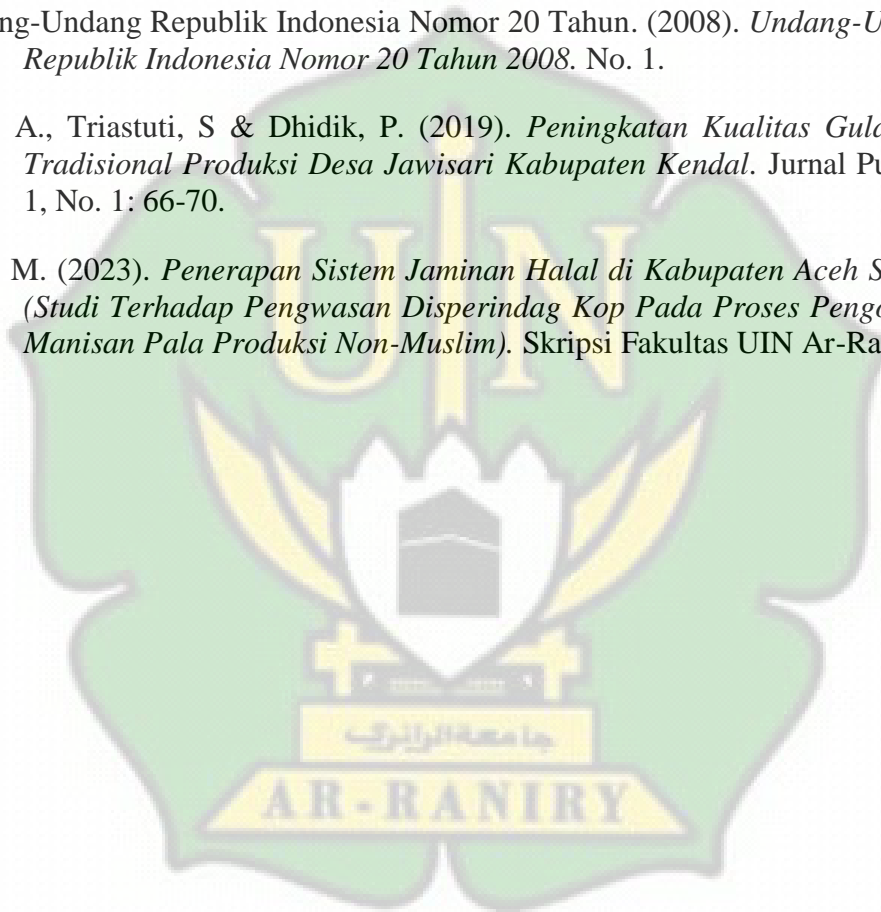 ng-Undang Republik Indonesia Nomor 20 Tahun. (2008). Undang-U
Republik Indonesia Nomor 20 Tahun 2008. No. 1.
A., Triastuti, S & Dhidik, P. (2019). Peningkatan Kualitas Gula
Tradisional Produksi Desa Jawisari Kabupaten Kendal. Jurnal Pu
1, No. 1: 66-70.
M. (2023). Penerapan Sistem Jaminan Halal di Kabupaten Aceh S
(Studi Terhadap Pengwasan Disperindag Kop Pada Proses Pengo
Manisan Pala Produksi Non-Muslim). Skripsi Fakultas UIN Ar-Ra
UIN
جامعة الرانري
AR-RANIRY